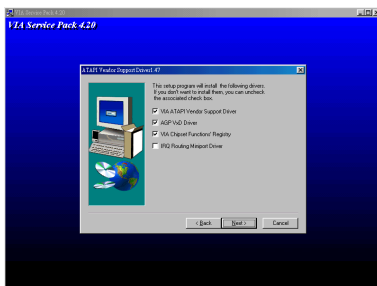 VIA Service Pack 4.20
VIA Service Pack 4.20
ATAPI Vendor Support Driver1.47
This setup program will install the following drivers.
If you don't want to install them, you can uncheck
the associated check box.
VIA ATAPI Vendor Support Driver
AGP VxD Driver
VIA Chipset Functions' Registry
IRQ Routing Miniport Driver
< Back
Next >
Cancel